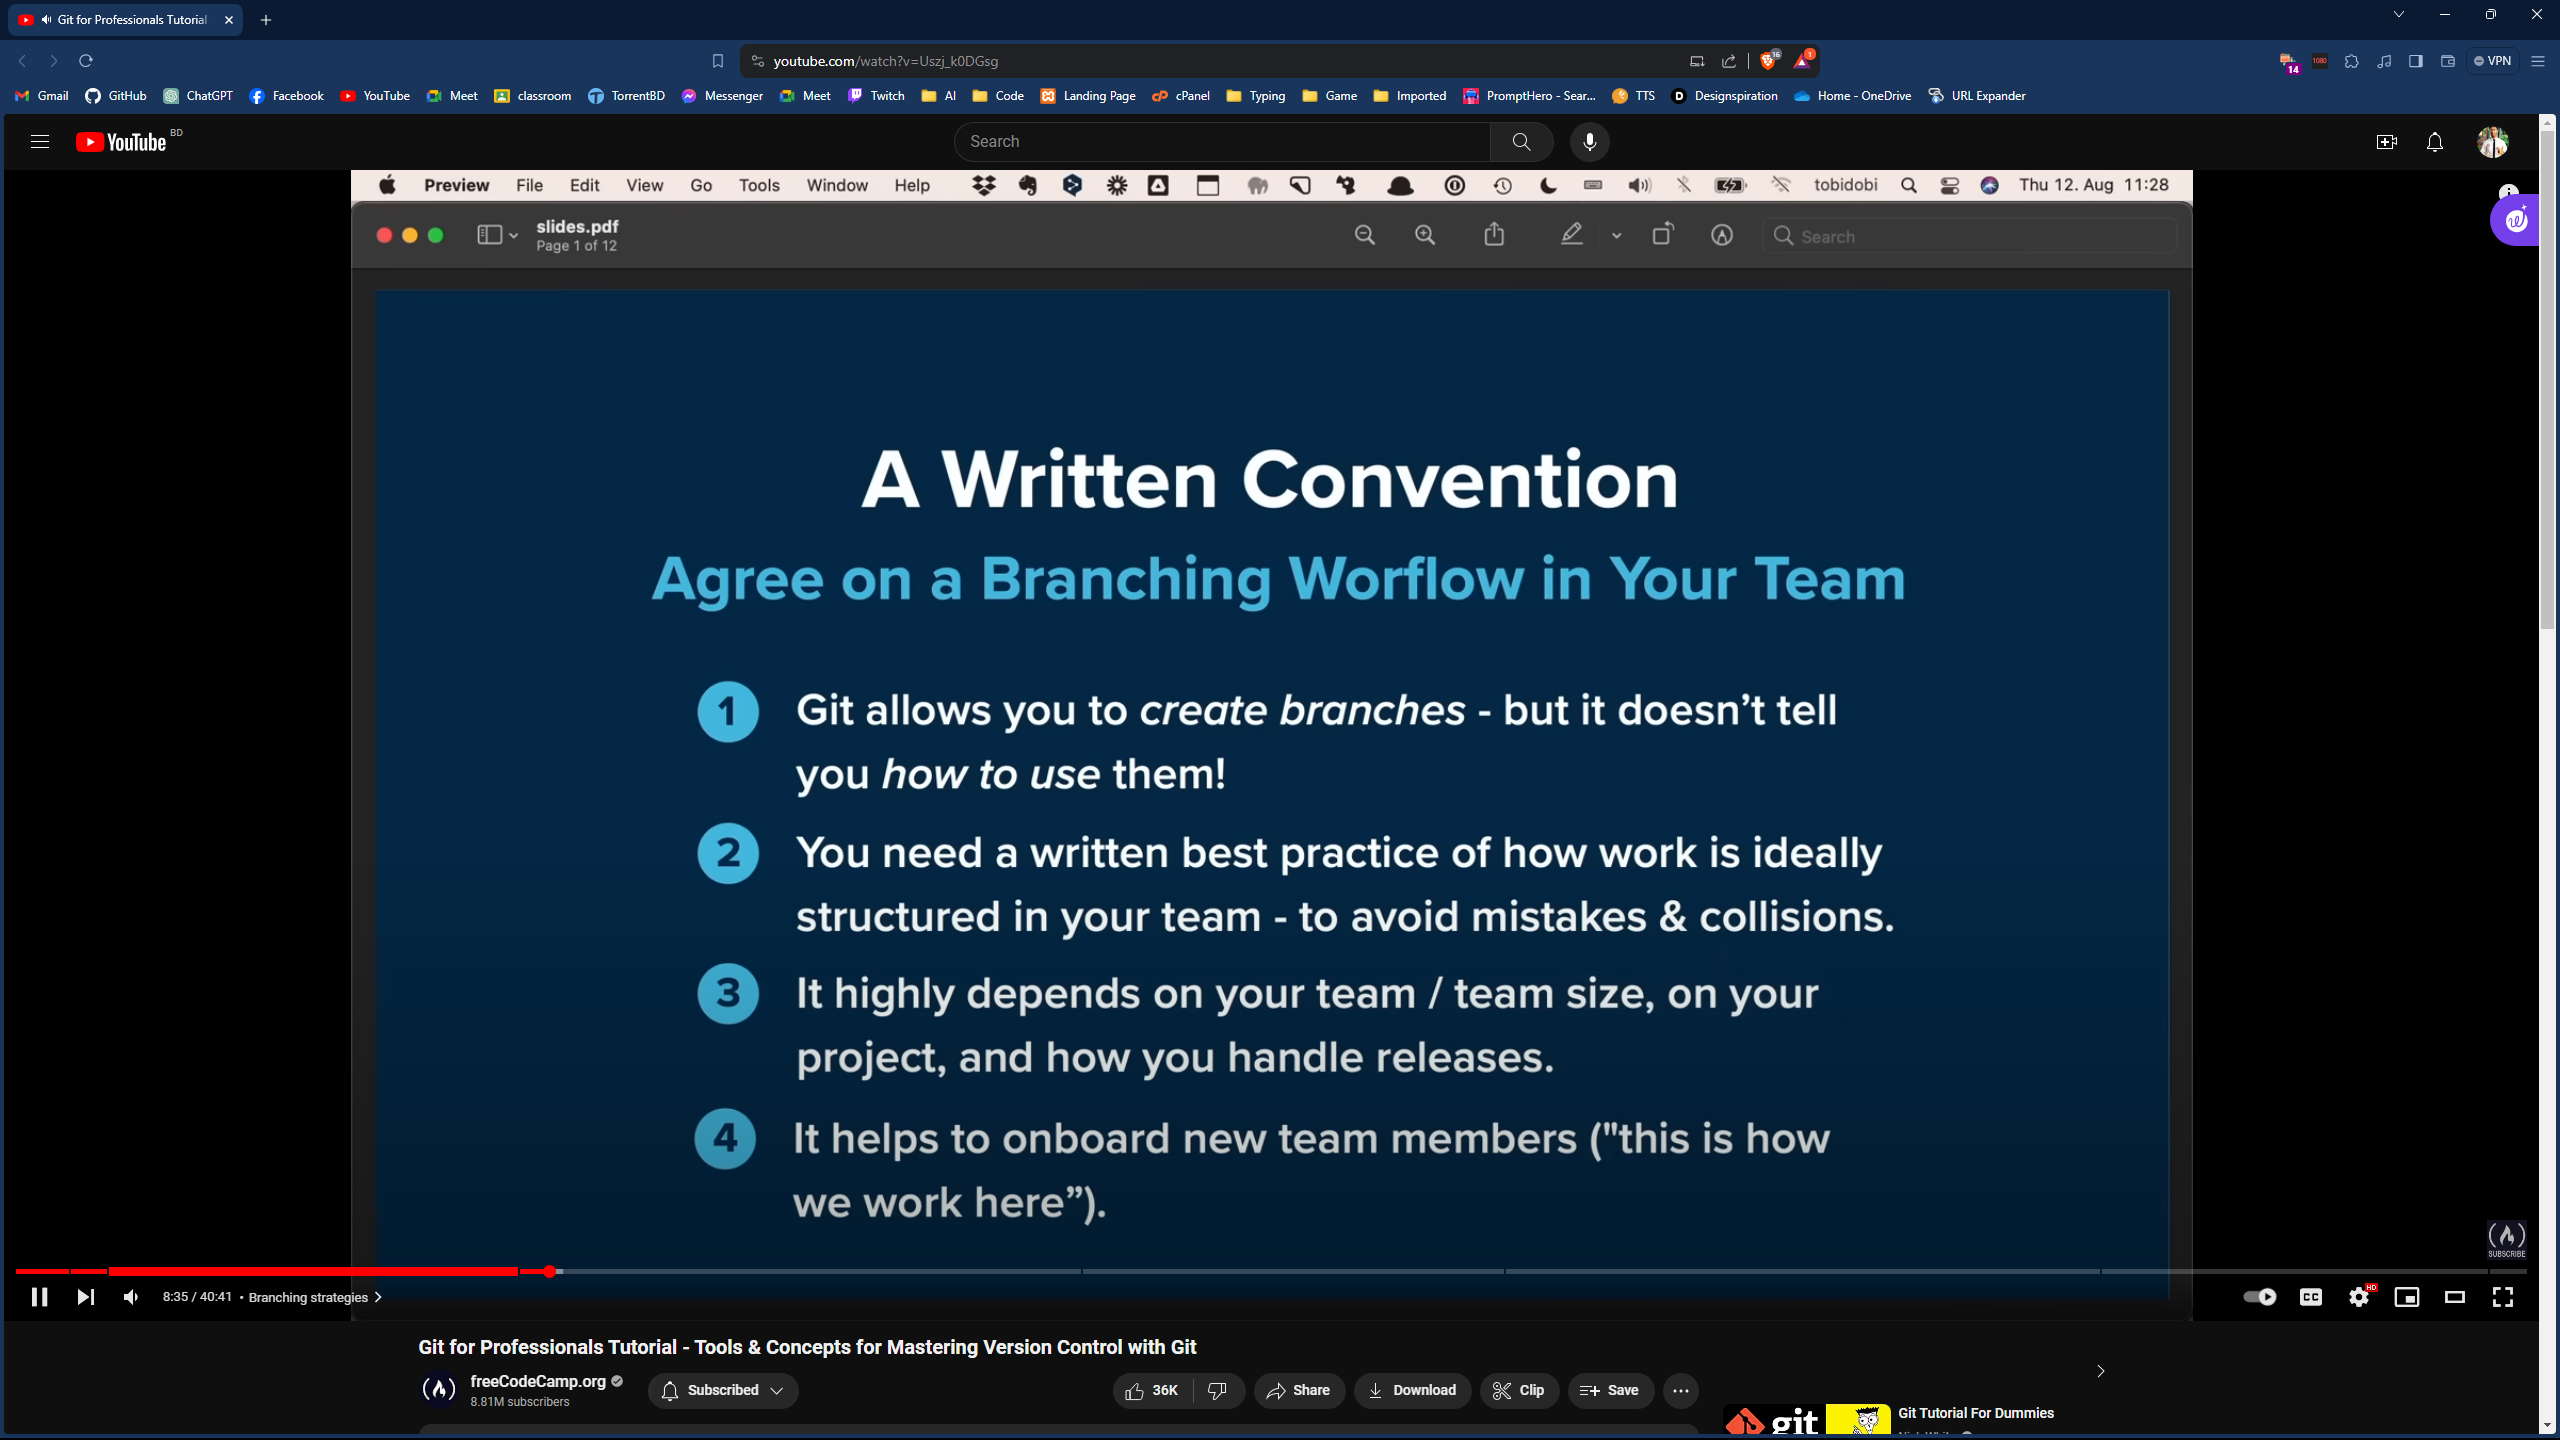 Git for Professionals Tutorial
youtube.com/watch?v=Uszj_k0DGsg
16
1
14
1080
VPN
Gmail GitHub ChatGPT Facebook YouTube Meet classroom TorrentBD Messenger Meet Twitch AI Code Landing Page cPanel Typing Game Imported PromptHero - Sear... TTS Designspiration Home - OneDrive URL Expander
YouTube BD
Search
Preview File Edit View Go Tools Window Help tobidobi Thu 12. Aug 11:28
slides.pdf
Page 1 of 12
Search
A Written Convention
Agree on a Branching Worflow in Your Team
1 Git allows you to create branches - but it doesn't tell
you how to use them!
2 You need a written best practice of how work is ideally
structured in your team - to avoid mistakes & collisions.
3 It highly depends on your team / team size, on your
project, and how you handle releases.
4 It helps to onboard new team members ("this is how
we work here”).
SUBSCRIBE
8:35 / 40:41 • Branching strategies
CC
HD
Git for Professionals Tutorial - Tools & Concepts for Mastering Version Control with Git
freeCodeCamp.org
8.81M subscribers
Subscribed
36K
Share
Download
Clip
Save
git
Git Tutorial For Dummies